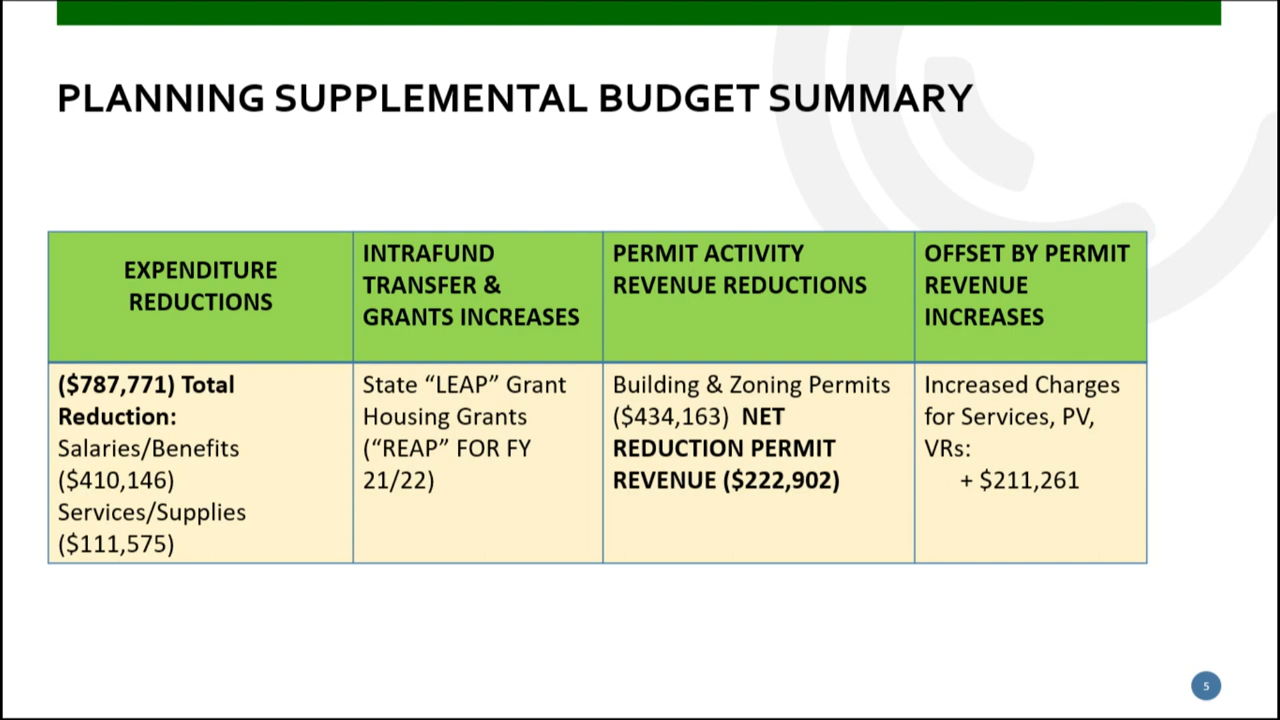 PLANNING SUPPLEMENTAL BUDGET SUMMARY
EXPENDITURE
REDUCTIONS
INTRAFUND
TRANSFER &
GRANTS INCREASES
PERMIT ACTIVITY
REVENUE REDUCTIONS
OFFSET BY PERMIT
REVENUE
INCREASES
($787,771) Total
Reduction:
Salaries/Benefits
($410,146)
Services/Supplies
($111,575)
State “LEAP” Grant
Housing Grants
(“REAP” FOR FY
21/22)
Building & Zoning Permits
($434,163) NET
REDUCTION PERMIT
REVENUE ($222,902)
Increased Charges
for Services, PV,
VRs:
+ $211,261
5